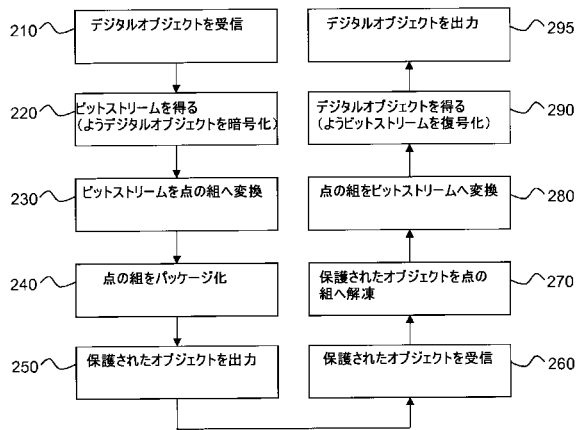 210
デジタルオブジェクトを受信
220
ビットストリームを得る
(ようデジタルオブジェクトを暗号化)
230
ビットストリームを点の組へ変換
240
点の組をパッケージ化
250
保護されたオブジェクトを出力
デジタルオブジェクトを出力
295
デジタルオブジェクトを得る
(ようビットストリームを復号化)
290
点の組をビットストリームへ変換
280
保護されたオブジェクトを点の
組へ解凍
270
保護されたオブジェクトを受信
260